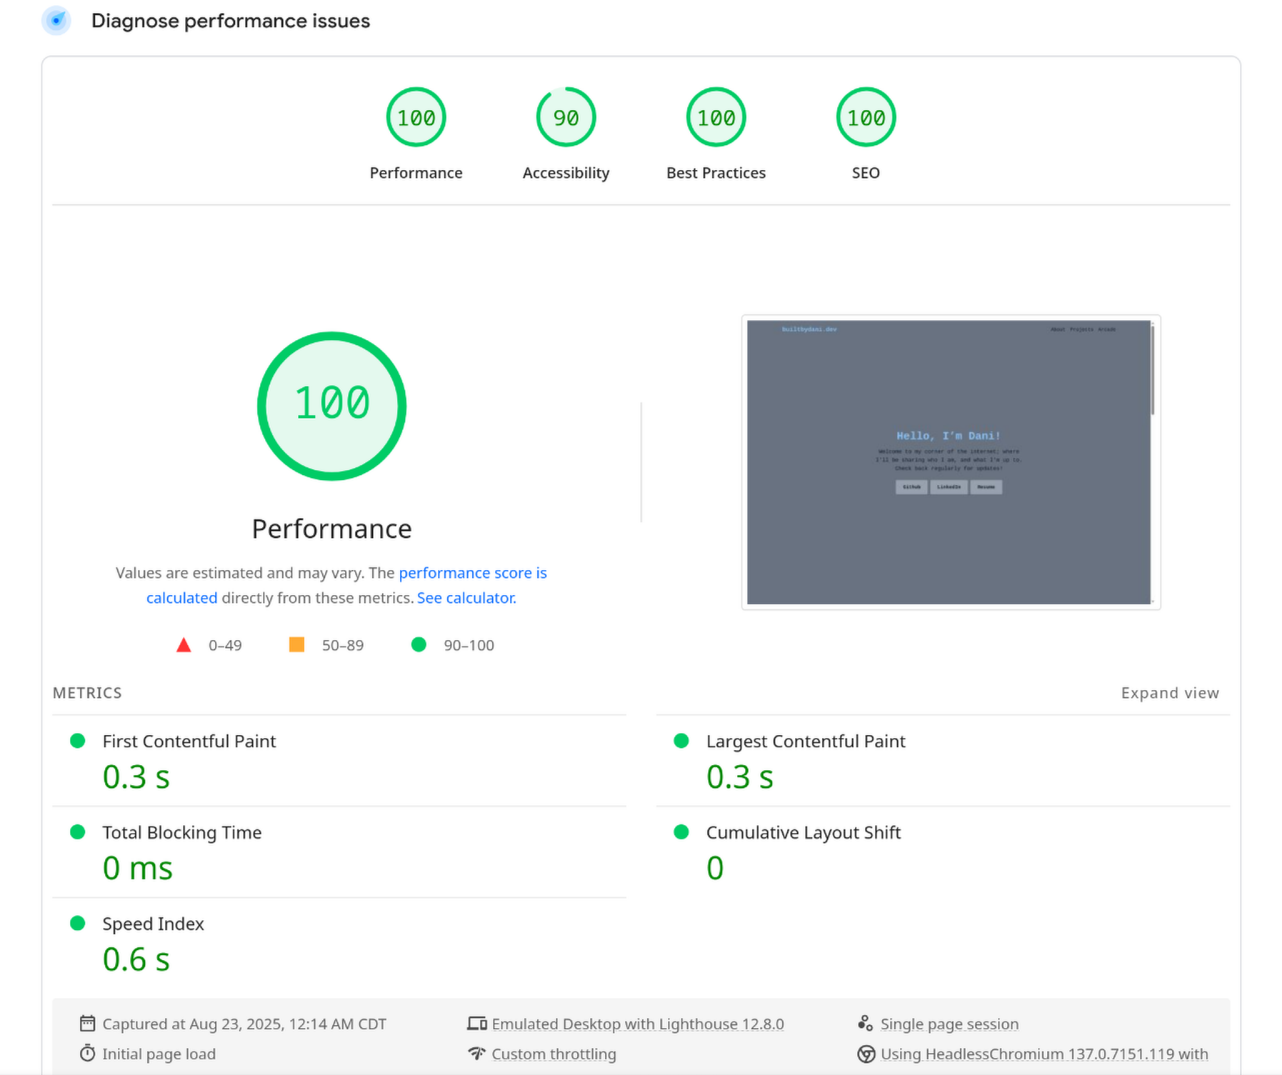 Diagnose performance issues
100
90
100
100
Performance
Accessibility
Best Practices
SEO
100
Performance
Values are estimated and may vary. The performance score is
calculated directly from these metrics. See calculator.
0–49
50–89
90–100
builtbydani.dev
About Projects Arcade
Hello, I'm Dani!
Welcome to my corner of the internet; where
I'll be sharing who I am, and what I'm up to.
Check back regularly for updates!
Github
LinkedIn
Resume
METRICS
Expand view
First Contentful Paint
0.3 s
Largest Contentful Paint
0.3 s
Total Blocking Time
0 ms
Cumulative Layout Shift
0
Speed Index
0.6 s
Captured at Aug 23, 2025, 12:14 AM CDT
Emulated Desktop with Lighthouse 12.8.0
Single page session
Initial page load
Custom throttling
Using HeadlessChromium 137.0.7151.119 with